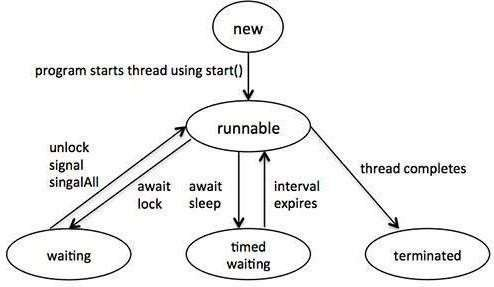 new
program starts thread using start()
runnable
unlock
signal
singalAll
await
lock
await
sleep
interval
expires
thread completes
waiting
timed
waiting
terminated